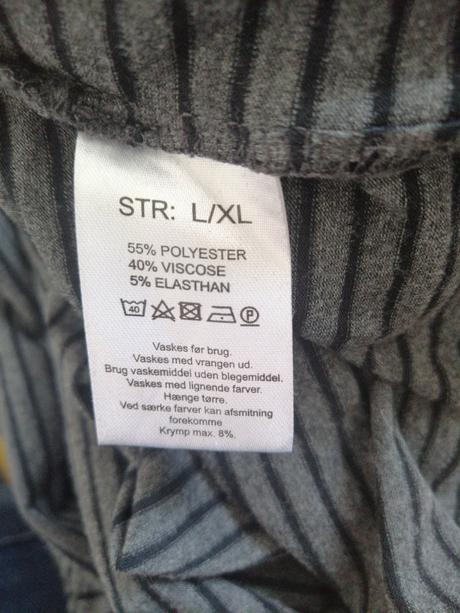 STR: L/XL
55% POLYESTER
40% VISCOSE
5% ELASTHAN
40 P
Vaskes før brug.
Vaskes med vrangen ud.
Brug vaskemiddel uden blegemiddel.
Vaskes med lignende farver.
Hænge tørre.
Ved særke farver kan afsmitning
forekomme
Krymp max. 8%.